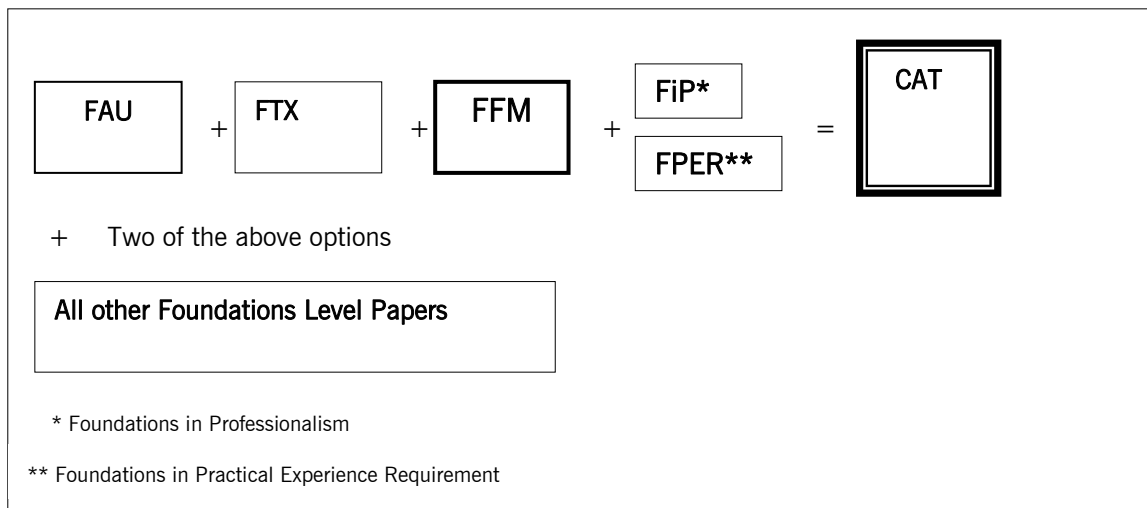 FAU + FTX + FFM + FiP* = CAT
FPER**
+ Two of the above options
All other Foundations Level Papers
* Foundations in Professionalism
** Foundations in Practical Experience Requirement